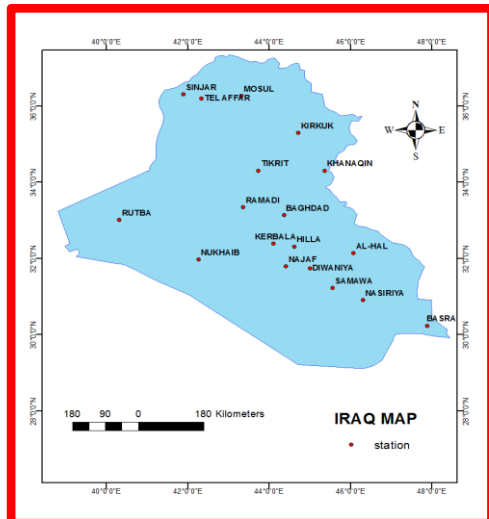 40°0'0"E 42°0'0"E 44°0'0"E 46°0'0"E 48°0'0"E
36°0'0"N 36°0'0"N
34°0'0"N 34°0'0"N
32°0'0"N 32°0'0"N
30°0'0"N 30°0'0"N
28°0'0"N 28°0'0"N
SINJAR
MOSUL
TEL AFFAR
N
W E
S
KIRKUK
TIKRIT
KHANAQIN
RAMADI
BAGHDAD
RUTBA
KERBALA
HILLA
AL-HAL
NUKHAIB
NAJAF
DIWANIYA
SAMAWA
NASIRIYA
BASRA
180 90 0 180 Kilometers
IRAQ MAP
station
40°0'0"E 42°0'0"E 44°0'0"E 46°0'0"E 48°0'0"E